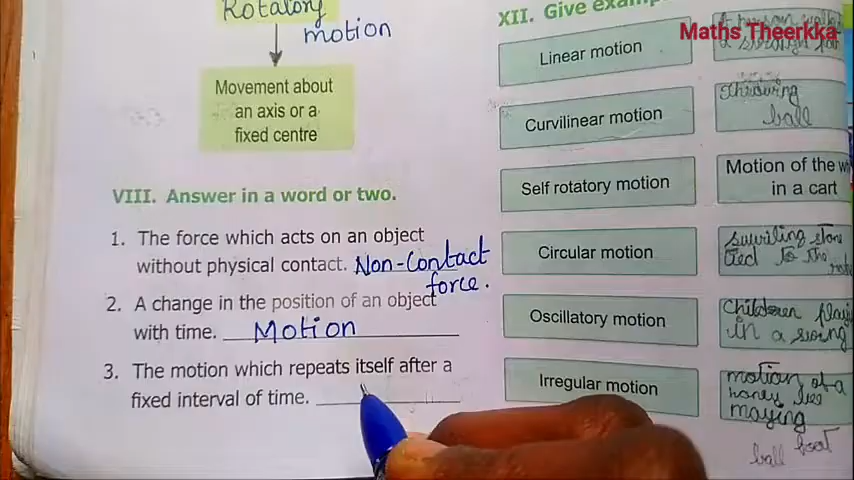 Rotatory
motion
Movement about
an axis or a
fixed centre
VIII. Answer in a word or two.
1. The force which acts on an object
without physical contact. Non-Contact
force.
2. A change in the position of an object
with time. Motion
3. The motion which repeats itself after a
fixed interval of time.
XII. Give
Maths Theerkka
Linear motion
Curvilinear motion
Throwing
ball
Self rotatory motion
Motion of the
in a cart
Circular motion
tied to the
Oscillatory motion
in a swing
Irregular motion
motion of a
honey bee
ball